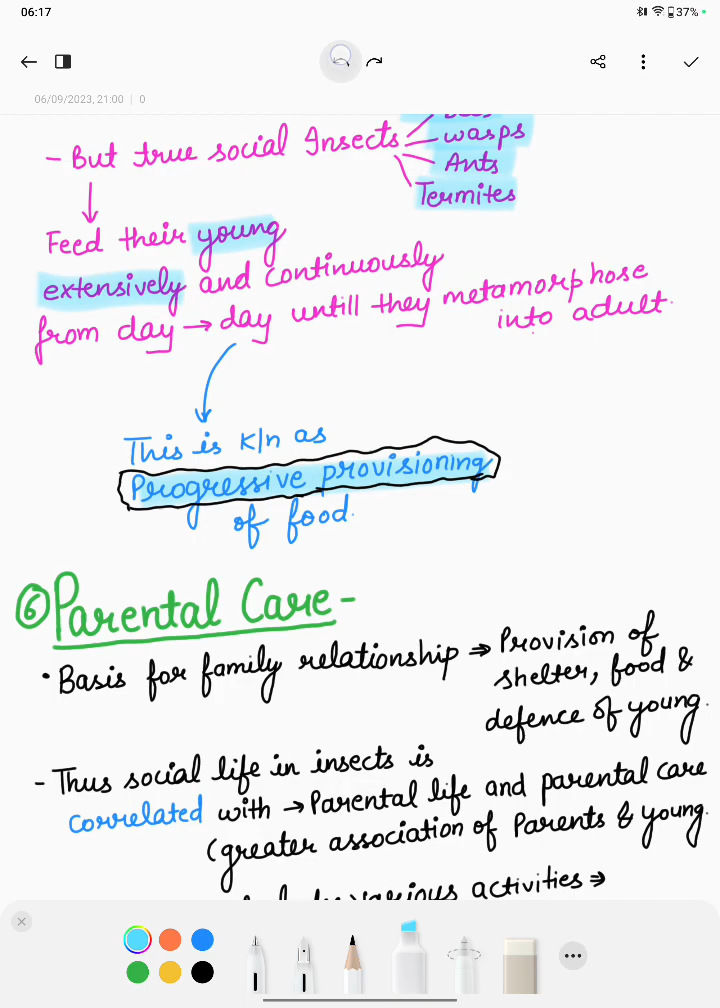 06:17
37%
06/09/2023, 21:00 | 0
- But true social Insects
wasps
Ants
Termites
Feed their young
extensively and continuously
from day → day untill they metamorphose
into adult.
This is k/n as
Progressive provisioning
of food.
⑥ Parental Care -
• Basis for family relationship → Provision of
shelter, food &
defence of young.
- Thus social life in insects is
correlated with → Parental life and parental care
(greater association of Parents & young.
various activities ⇒